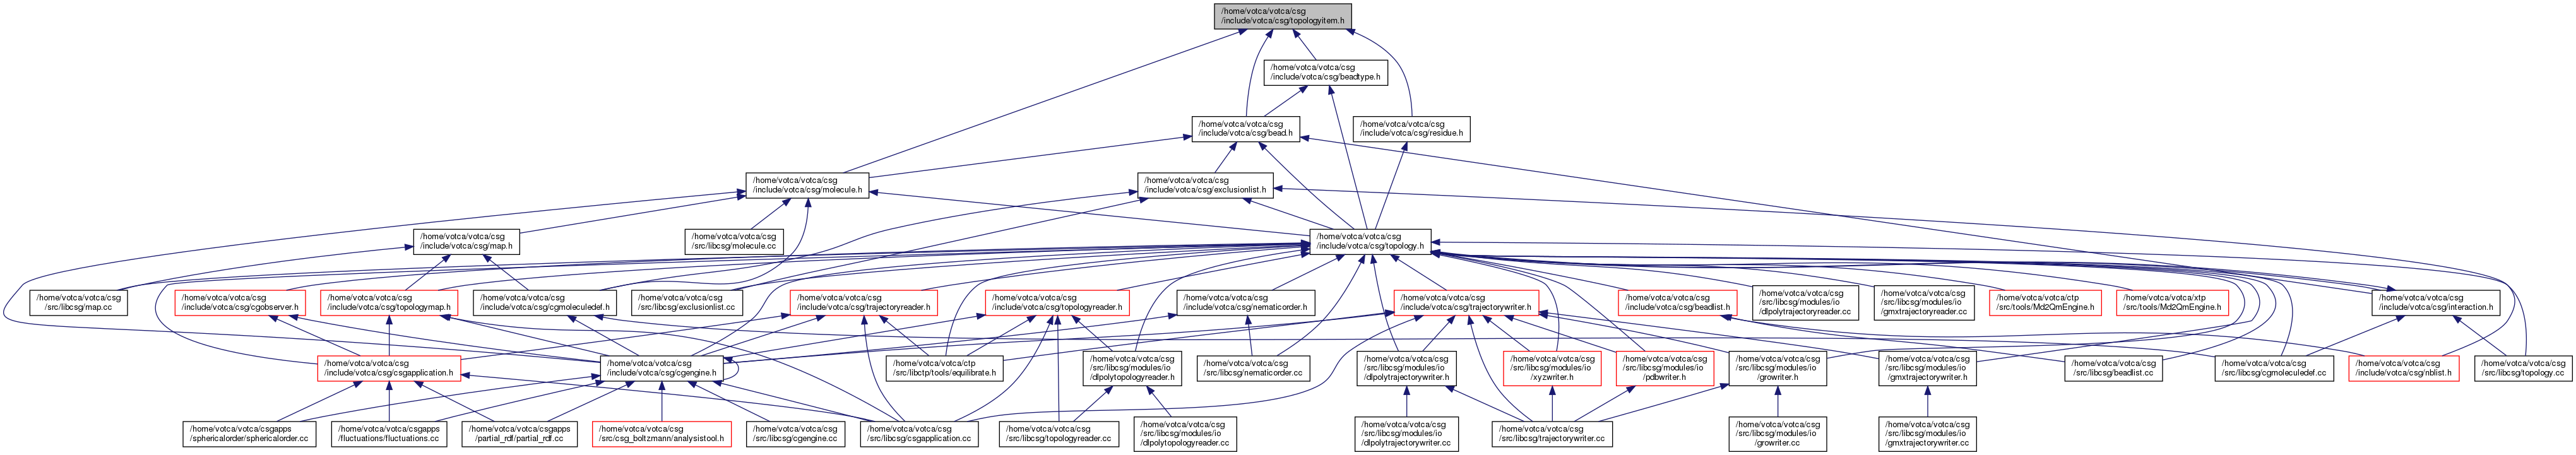 /home/votca/votca/csg
/include/votca/csg/topologyitem.h
/home/votca/votca/csg
/include/votca/csg/beadtype.h
/home/votca/votca/csg
/include/votca/csg/bead.h
/home/votca/votca/csg
/include/votca/csg/residue.h
/home/votca/votca/csg
/include/votca/csg/molecule.h
/home/votca/votca/csg
/include/votca/csg/exclusionlist.h
/home/votca/votca/csg
/include/votca/csg/map.h
/home/votca/votca/csg
/src/libcsg/molecule.cc
/home/votca/votca/csg
/include/votca/csg/topology.h
/home/votca/votca/csg
/src/libcsg/map.cc
/home/votca/votca/csg
/include/votca/csg/cgobserver.h
/home/votca/votca/csg
/include/votca/csg/topologymap.h
/home/votca/votca/csg
/include/votca/csg/cgmoleculedef.h
/home/votca/votca/csg
/src/libcsg/exclusionlist.cc
/home/votca/votca/csg
/include/votca/csg/trajectoryreader.h
/home/votca/votca/csg
/include/votca/csg/topologyreader.h
/home/votca/votca/csg
/include/votca/csg/nematicorder.h
/home/votca/votca/csg
/include/votca/csg/trajectorywriter.h
/home/votca/votca/csg
/include/votca/csg/beadlist.h
/home/votca/votca/csg
/src/libcsg/modules/io
/dlpolytrajectoryreader.cc
/home/votca/votca/csg
/src/libcsg/modules/io
/gmxtrajectoryreader.cc
/home/votca/votca/ctp
/src/tools/Md2QmEngine.h
/home/votca/votca/xtp
/src/tools/Md2QmEngine.h
/home/votca/votca/csg
/include/votca/csg/interaction.h
/home/votca/votca/csg
/include/votca/csg/csgapplication.h
/home/votca/votca/csg
/include/votca/csg/cgengine.h
/home/votca/votca/ctp
/src/libctp/tools/equilibrate.h
/home/votca/votca/csg
/src/libcsg/modules/io
/dlpolytopologyreader.h
/home/votca/votca/csg
/src/libcsg/nematicorder.cc
/home/votca/votca/csg
/src/libcsg/modules/io
/dlpolytrajectorywriter.h
/home/votca/votca/csg
/src/libcsg/modules/io
/xyzwriter.h
/home/votca/votca/csg
/src/libcsg/modules/io
/pdbwriter.h
/home/votca/votca/csg
/src/libcsg/modules/io
/growriter.h
/home/votca/votca/csg
/src/libcsg/modules/io
/gmxtrajectorywriter.h
/home/votca/votca/csg
/src/libcsg/beadlist.cc
/home/votca/votca/csg
/src/libcsg/cgmoleculedef.cc
/home/votca/votca/csg
/include/votca/csg/nblist.h
/home/votca/votca/csg
/src/libcsg/topology.cc
/home/votca/votca/csgapps
/sphericalorder/sphericalorder.cc
/home/votca/votca/csgapps
/fluctuations/fluctuations.cc
/home/votca/votca/csgapps
/partial_rdf/partial_rdf.cc
/home/votca/votca/csg
/src/csg_boltzmann/analysistool.h
/home/votca/votca/csg
/src/libcsg/cgengine.cc
/home/votca/votca/csg
/src/libcsg/csgapplication.cc
/home/votca/votca/csg
/src/libcsg/topologyreader.cc
/home/votca/votca/csg
/src/libcsg/modules/io
/dlpolytopologyreader.cc
/home/votca/votca/csg
/src/libcsg/modules/io
/dlpolytrajectorywriter.cc
/home/votca/votca/csg
/src/libcsg/trajectorywriter.cc
/home/votca/votca/csg
/src/libcsg/modules/io
/growriter.cc
/home/votca/votca/csg
/src/libcsg/modules/io
/gmxtrajectorywriter.cc